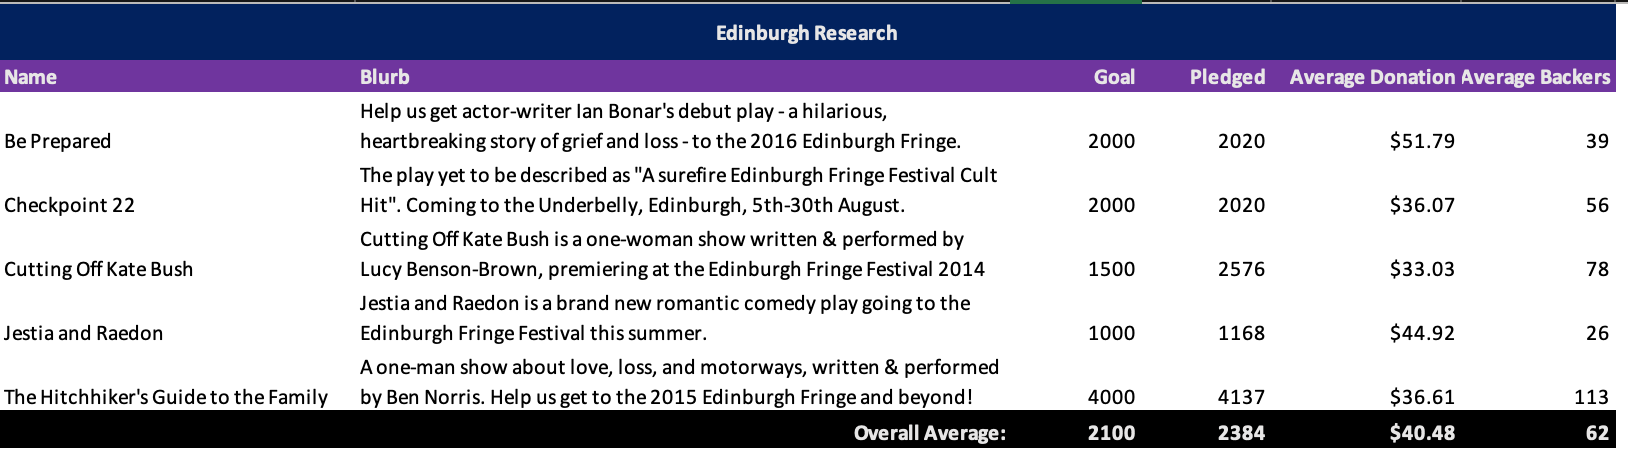 Edinburgh Research
Name Blurb Goal Pledged Average Donation Average Backers
Help us get actor-writer Ian Bonar's debut play - a hilarious,
Be Prepared heartbreaking story of grief and loss - to the 2016 Edinburgh Fringe. 2000 2020 $51.79 39
The play yet to be described as "A surefire Edinburgh Fringe Festival Cult
Checkpoint 22 Hit". Coming to the Underbelly, Edinburgh, 5th-30th August. 2000 2020 $36.07 56
Cutting Off Kate Bush is a one-woman show written & performed by
Cutting Off Kate Bush Lucy Benson-Brown, premiering at the Edinburgh Fringe Festival 2014 1500 2576 $33.03 78
Jestia and Raedon is a brand new romantic comedy play going to the
Jestia and Raedon Edinburgh Fringe Festival this summer. 1000 1168 $44.92 26
A one-man show about love, loss, and motorways, written & performed
The Hitchhiker's Guide to the Family by Ben Norris. Help us get to the 2015 Edinburgh Fringe and beyond! 4000 4137 $36.61 113
Overall Average: 2100 2384 $40.48 62